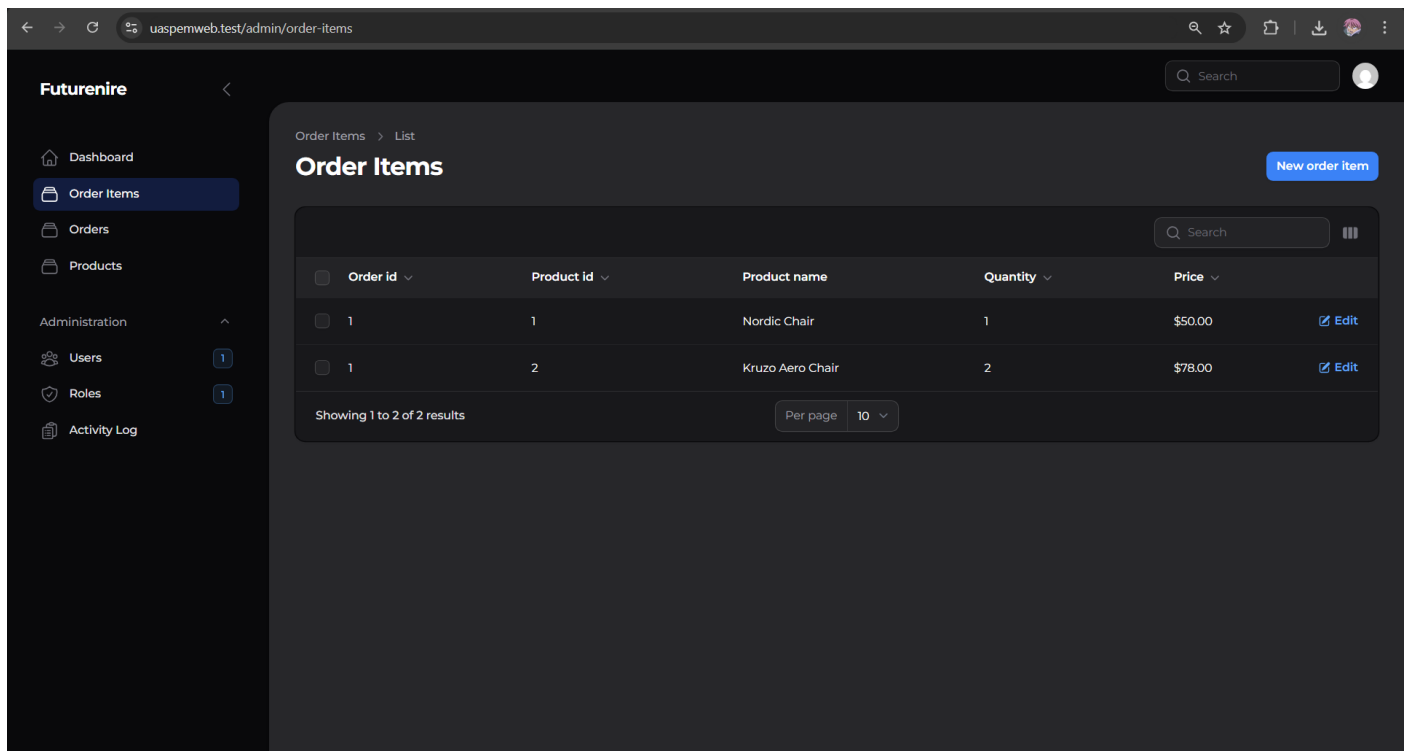 uaspemweb.test/admin/order-items
Futurenire
Search
Dashboard
Order Items
Orders
Products
Administration
Users 1
Roles 1
Activity Log
Order Items > List
Order Items
New order item
Search
Order id Product id Product name Quantity Price
1 1 Nordic Chair 1 $50.00 Edit
1 2 Kruzo Aero Chair 2 $78.00 Edit
Showing 1 to 2 of 2 results
Per page 10